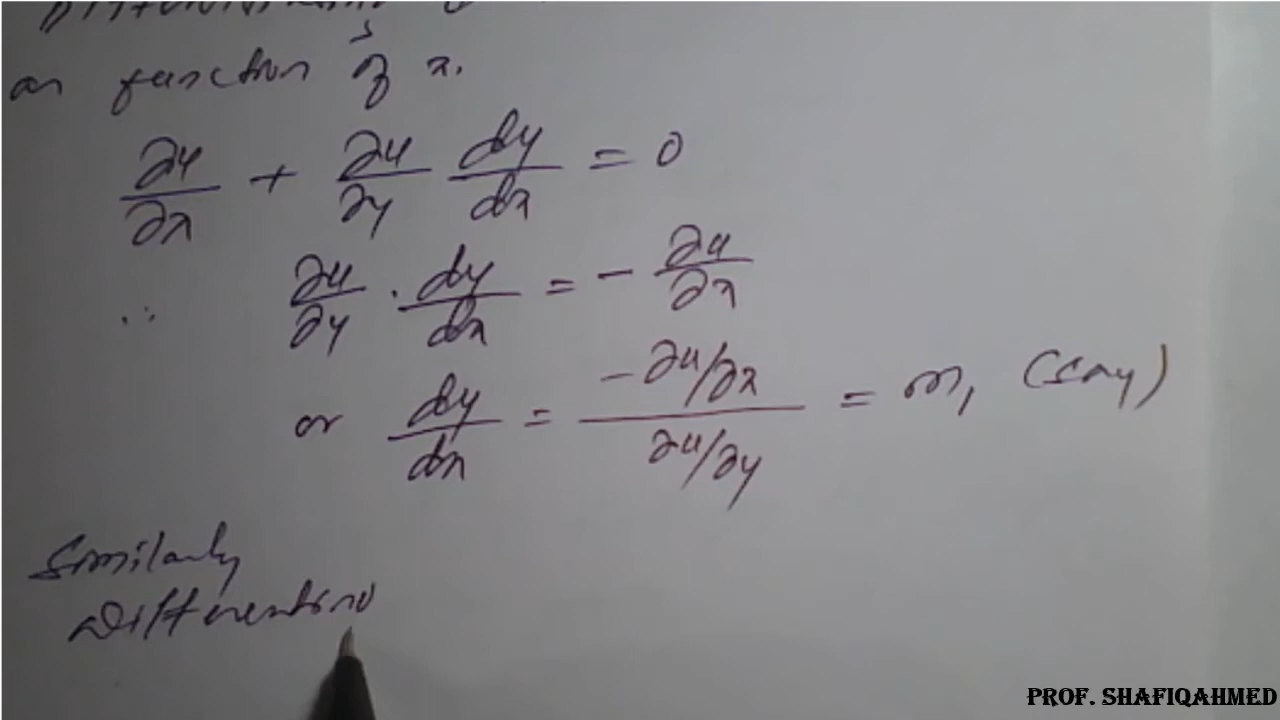 as function of x.
∂u/∂x + ∂u/∂y dy/dx = 0
∴ ∂u/∂y · dy/dx = - ∂u/∂x
or dy/dx = (-∂u/∂x)/(∂u/∂y) = m₁ (say)
Similarly
Differentiating
PROF. SHAFIQAHMED